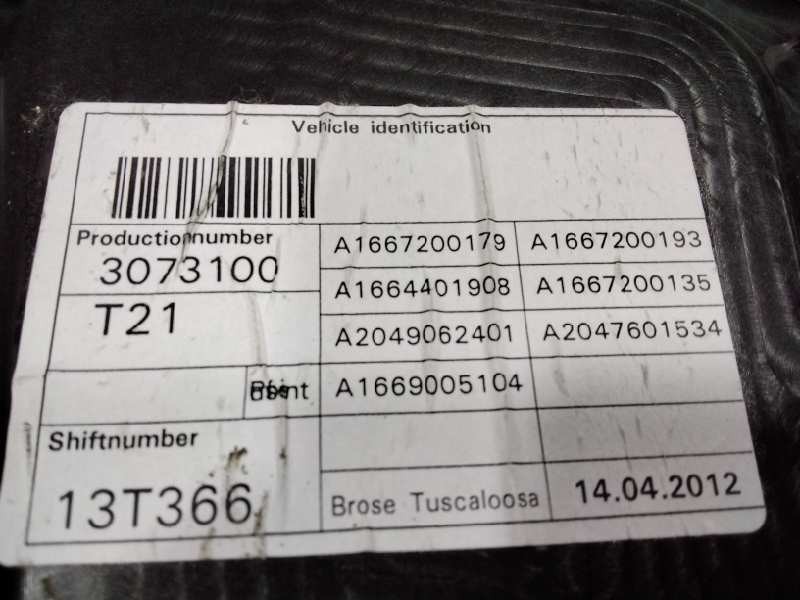 Vehicle identification
Productionnumber
3073100
A1667200179 A1667200193
A1664401908 A1667200135
T21
A2049062401 A2047601534
A1669005104
Shiftnumber
13T366
Brose Tuscaloosa 14.04.2012